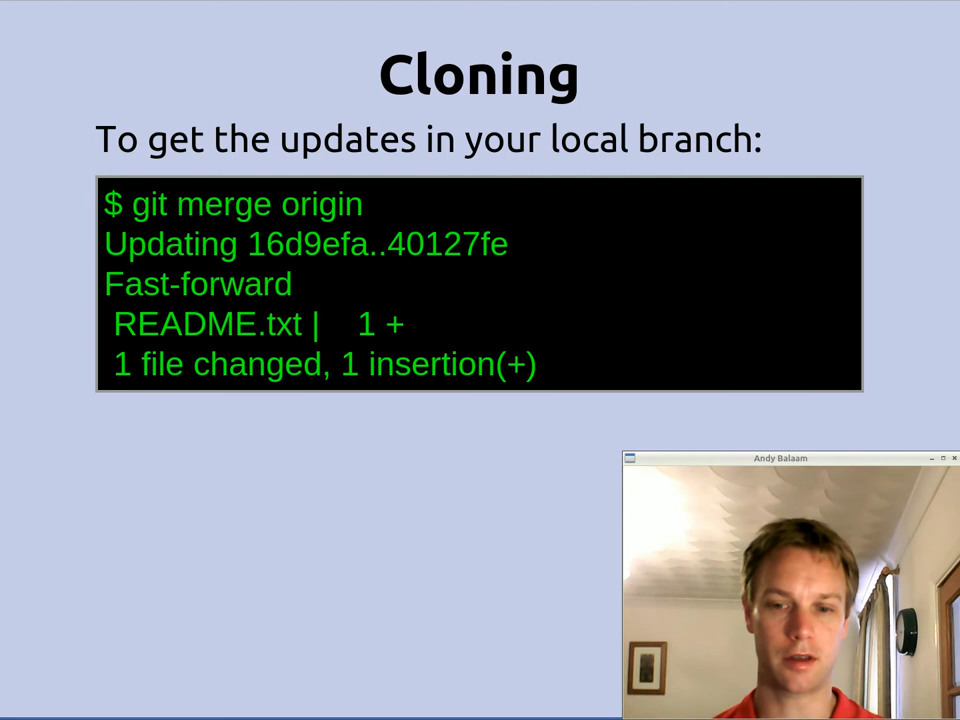 Cloning
To get the updates in your local branch:
$ git merge origin
Updating 16d9efa..40127fe
Fast-forward
README.txt |    1 +
1 file changed, 1 insertion(+)
Andy Balaam